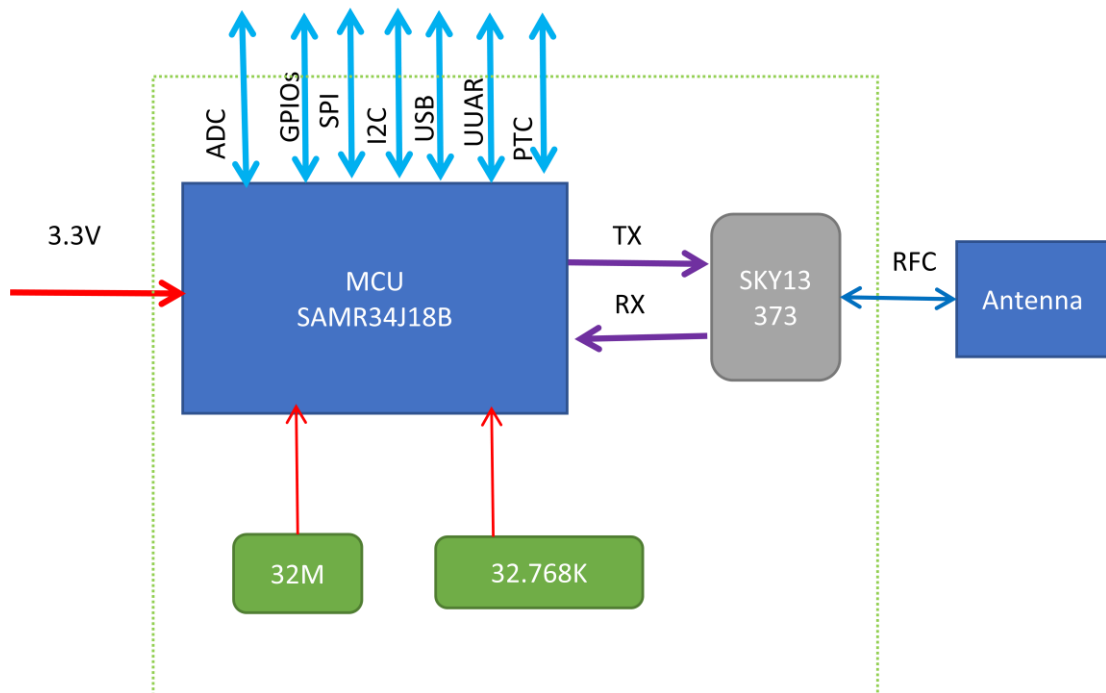 ADC
GPIOs
SPI
I2C
USB
UUAR
PTC
3.3V
MCU
SAMR34J18B
TX
RX
SKY13
373
RFC
Antenna
32M
32.768K